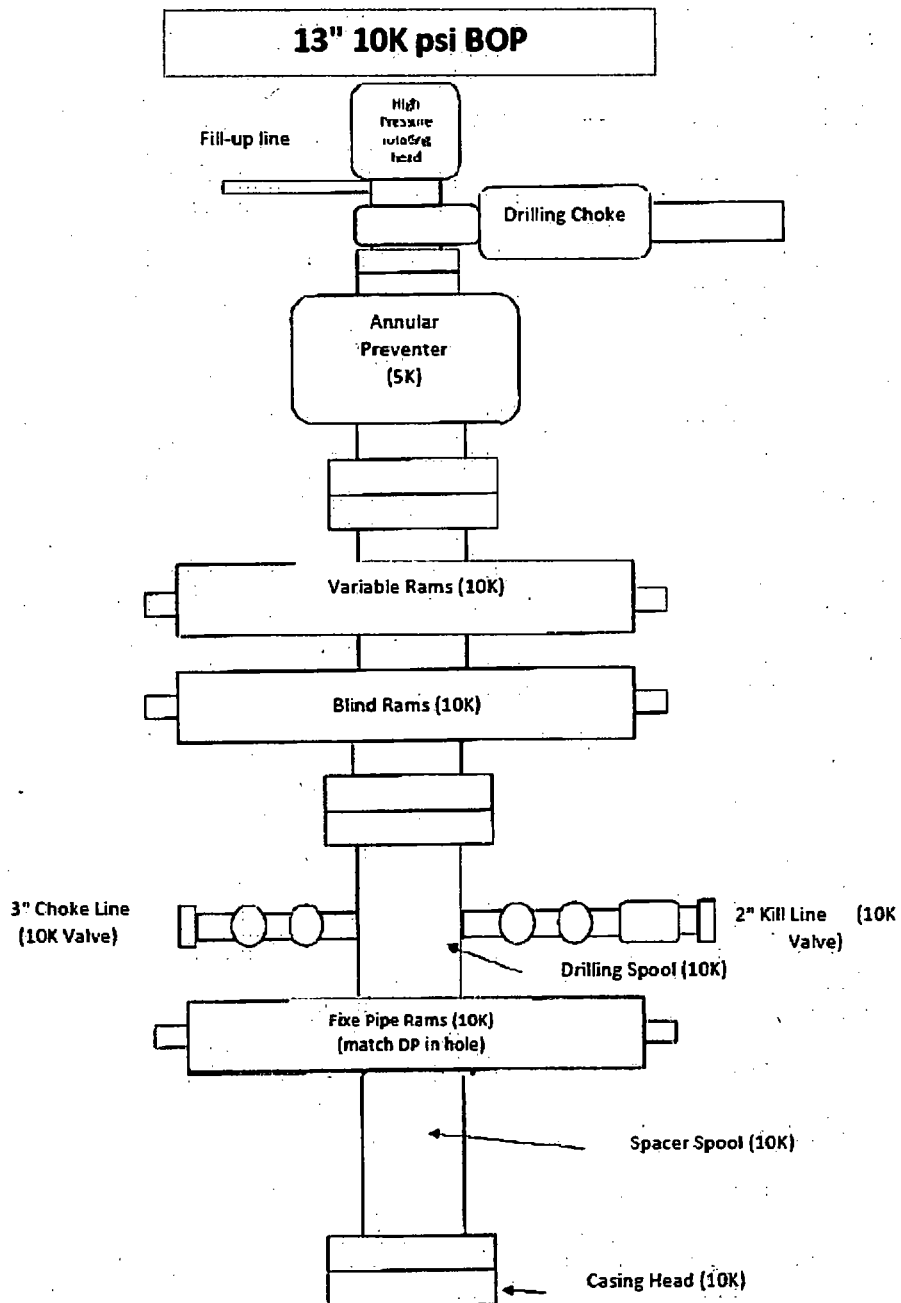 13" 10K psi BOP
High
Pressure
rotating
head
Fill-up line
Drilling Choke
Annular
Preventer
(5K)
Variable Rams (10K)
Blind Rams (10K)
3" Choke Line
(10K Valve)
2" Kill Line (10K
Valve)
Drilling Spool (10K)
Fixe Pipe Rams (10K)
(match DP in hole)
Spacer Spool (10K)
Casing Head (10K)